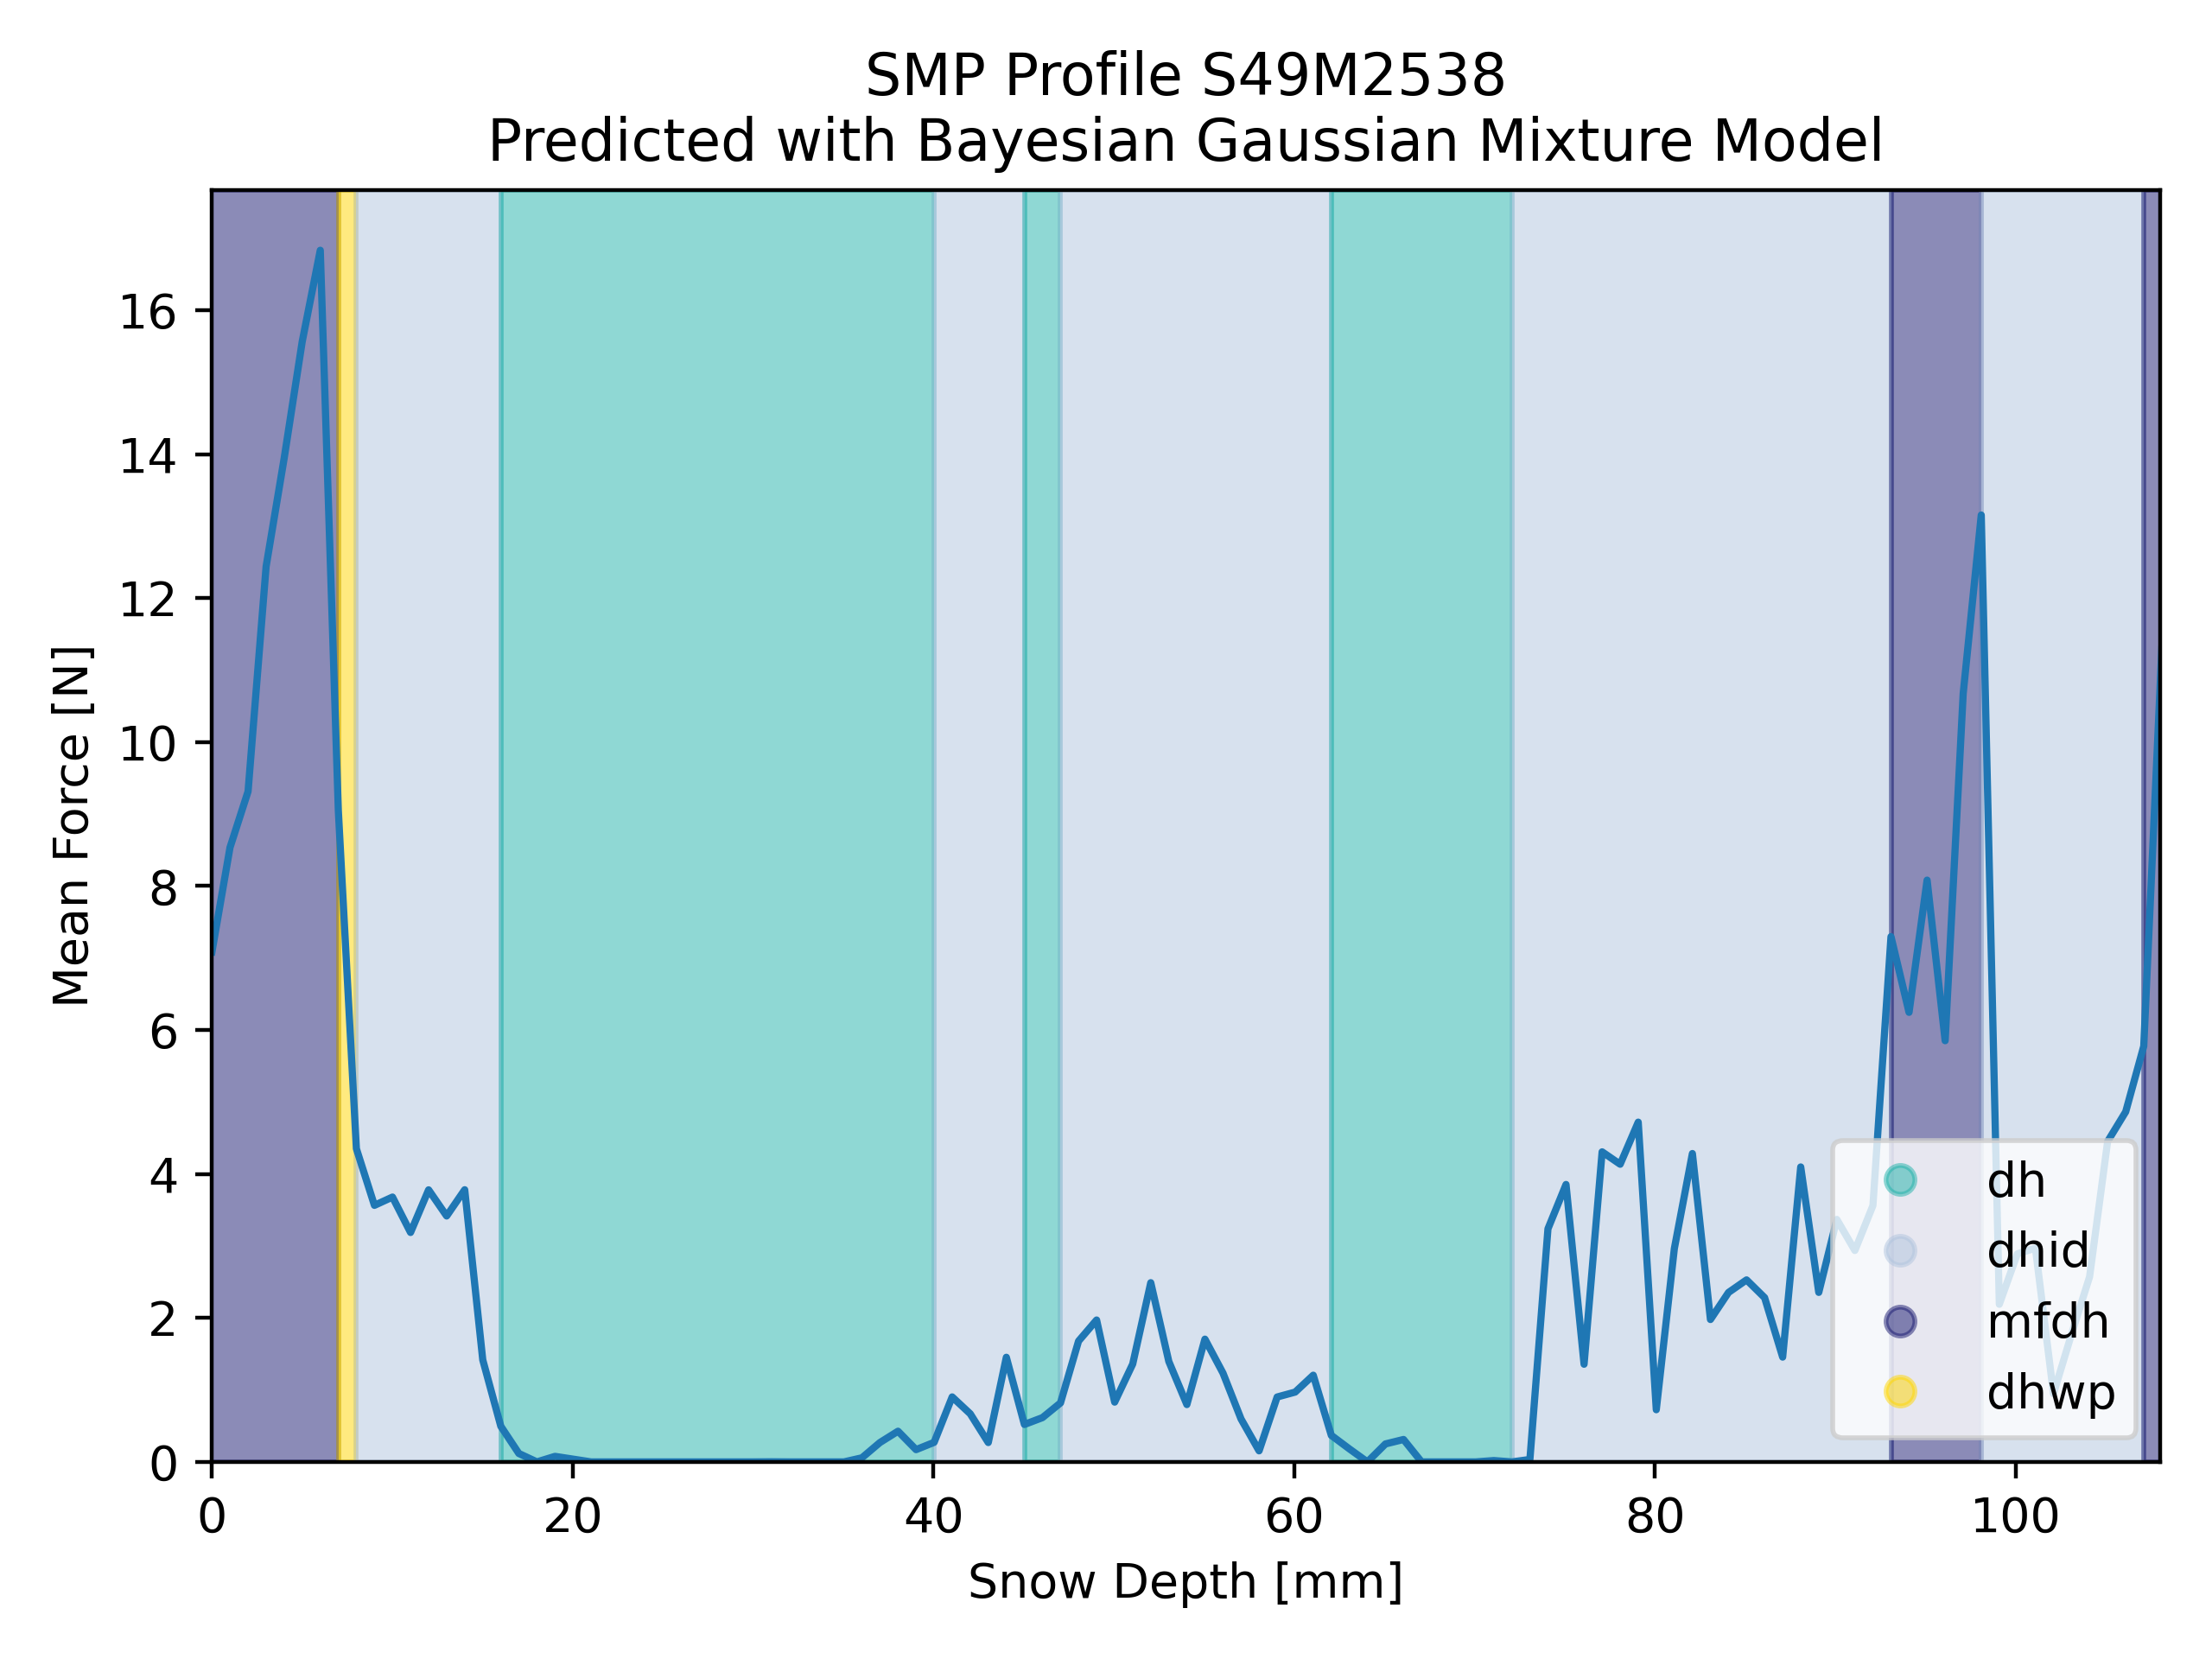 SMP Profile S49M2538
Predicted with Bayesian Gaussian Mixture Model
Mean Force [N]
16
14
12
10
8
6
4
2
0
0 20 40 60 80 100
Snow Depth [mm]
dh
dhid
mfdh
dhwp